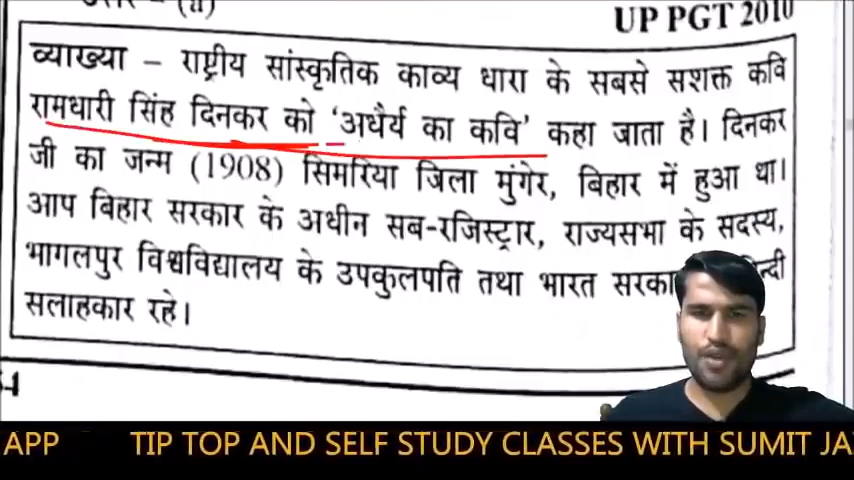 UP PGT 2010
व्याख्या – राष्ट्रीय सांस्कृतिक काव्य धारा के सबसे सशक्त कवि
रामधारी सिंह दिनकर को 'अधैर्य का कवि' कहा जाता है। दिनकर
जी का जन्म (1908) सिमरिया जिला मुंगेर, बिहार में हुआ था।
आप बिहार सरकार के अधीन सब-रजिस्ट्रार, राज्यसभा के सदस्य,
भागलपुर विश्वविद्यालय के उपकुलपति तथा भारत सरका
सलाहकार रहे।
APP TIP TOP AND SELF STUDY CLASSES WITH SUMIT JA